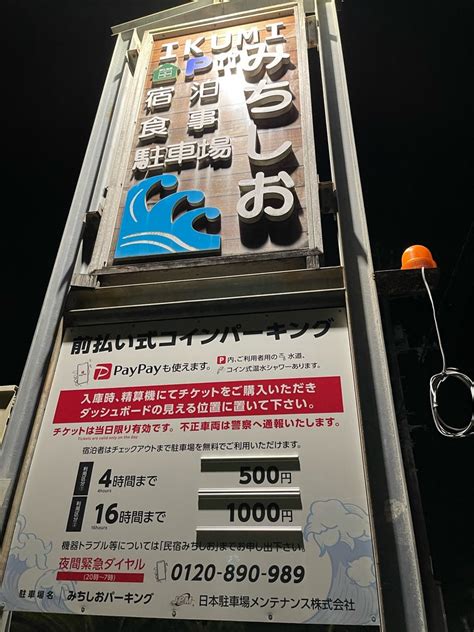 IKUMI
P
みちしお
宿泊
食事
駐車場
前払い式コインパーキング
PayPayも使えます。
P内、ご利用者用の水道、
コイン式温水シャワーあります。
入庫時、精算機にてチケットをご購入いただき
ダッシュボードの見える位置に置いて下さい。
チケットは当日限り有効です。不正車両は警察へ通報いたします。
Tickets are valid only on the day
宿泊者はチェックアウトまで駐車場を無料でご利用いただけます。
4時間まで 500円
4hours
16時間まで 1000円
16hours
機器トラブル等については「民宿みちしお」までお申し出下さい。
夜間緊急ダイヤル
(20時〜7時)
0120-890-989
駐車場名 みちしおパーキング 日本駐車場メンテナンス株式会社